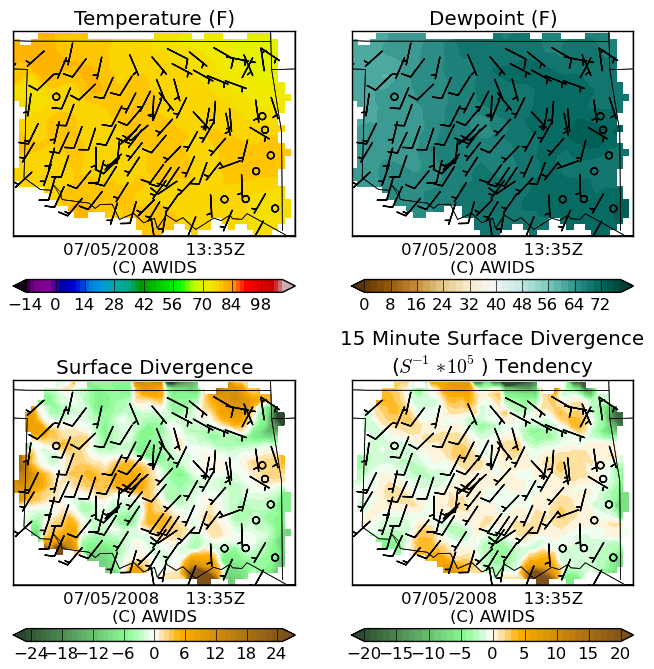 Temperature (F)
Dewpoint (F)
07/05/2008 13:35Z
(C) AWIDS
07/05/2008 13:35Z
(C) AWIDS
−14 0 14 28 42 56 70 84 98
0 8 16 24 32 40 48 56 64 72
Surface Divergence
15 Minute Surface Divergence
(S⁻¹ *10⁵ ) Tendency
07/05/2008 13:35Z
(C) AWIDS
07/05/2008 13:35Z
(C) AWIDS
−24 −18 −12 −6 0 6 12 18 24
−20 −15 −10 −5 0 5 10 15 20